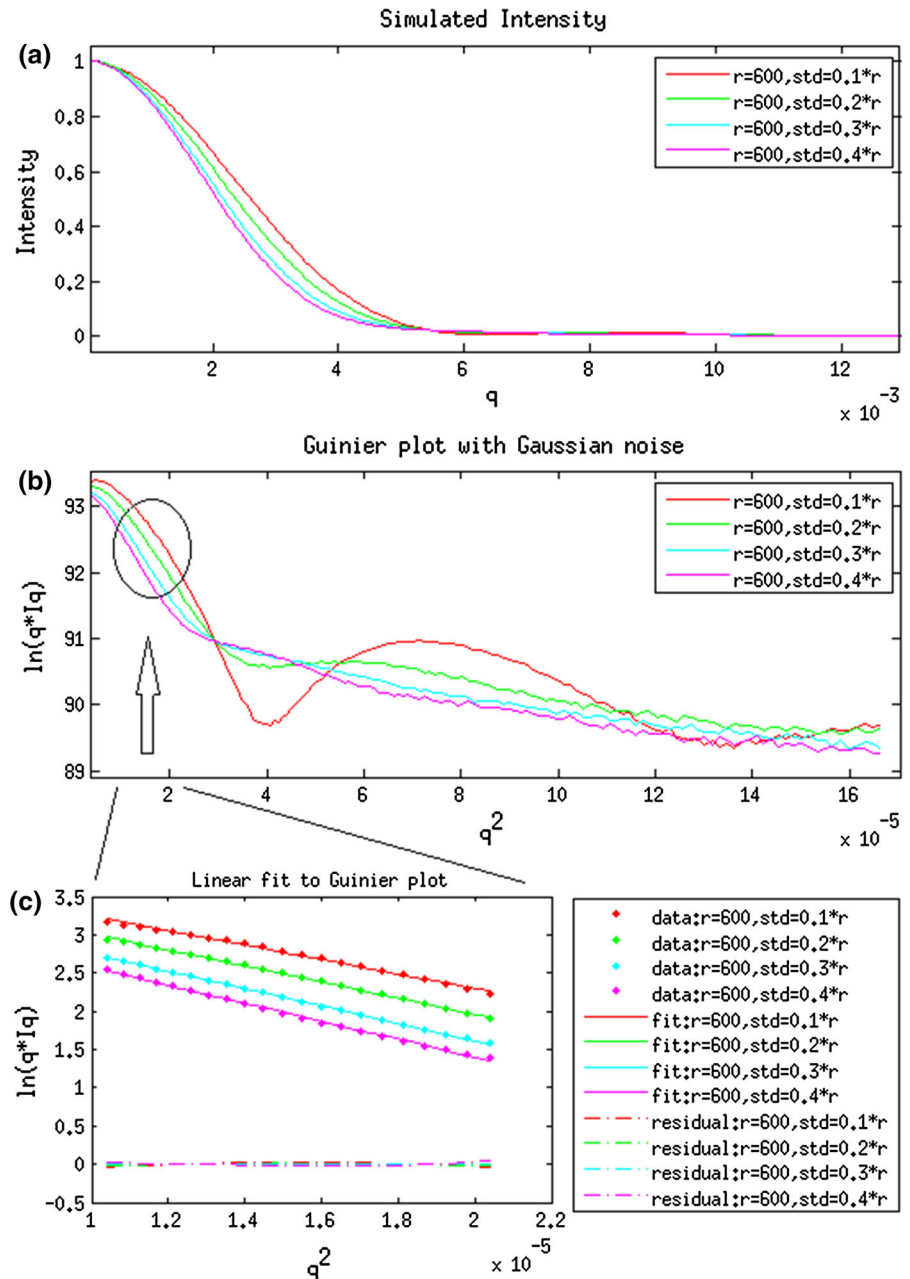 Simulated Intensity
(a)
1
0.8
0.6
0.4
0.2
0
Intensity
r=600,std=0.1*r
r=600,std=0.2*r
r=600,std=0.3*r
r=600,std=0.4*r
2 4 6 8 10 12
q
x 10^-3
Guinier plot with Gaussian noise
(b)
93
92
91
90
89
ln(q*Iq)
r=600,std=0.1*r
r=600,std=0.2*r
r=600,std=0.3*r
r=600,std=0.4*r
2 4 6 8 10 12 14 16
q^2
x 10^-5
Linear fit to Guinier plot
(c)
3.5
3
2.5
2
1.5
1
0.5
0
-0.5
ln(q*Iq)
1 1.2 1.4 1.6 1.8 2 2.2
q^2
x 10^-5
data:r=600,std=0.1*r
data:r=600,std=0.2*r
data:r=600,std=0.3*r
data:r=600,std=0.4*r
fit:r=600,std=0.1*r
fit:r=600,std=0.2*r
fit:r=600,std=0.3*r
fit:r=600,std=0.4*r
residual:r=600,std=0.1*r
residual:r=600,std=0.2*r
residual:r=600,std=0.3*r
residual:r=600,std=0.4*r